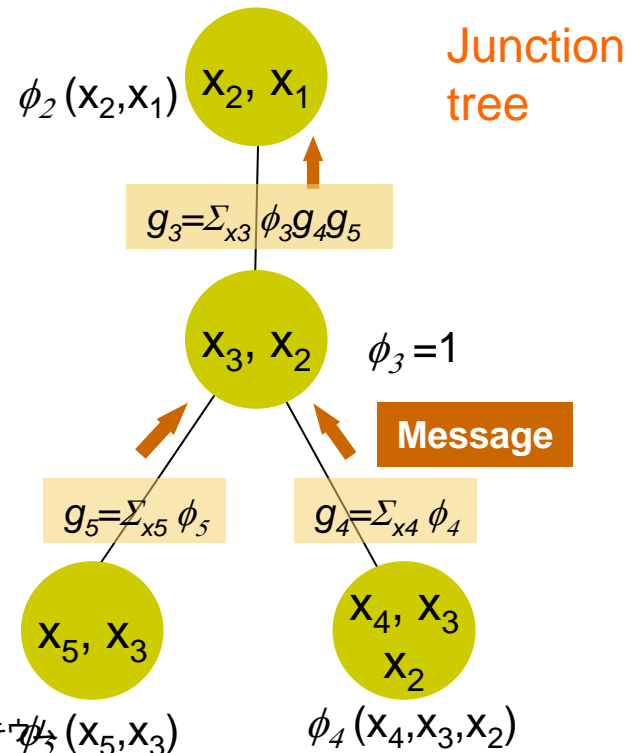 Junction
tree
ϕ₂ (x₂,x₁)
x₂, x₁
g₃=Σₓ₃ ϕ₃g₄g₅
x₃, x₂
ϕ₃ =1
Message
g₅=Σₓ₅ ϕ₅
g₄=Σₓ₄ ϕ₄
x₅, x₃
x₄, x₃
x₂
(x₅,x₃)
ϕ₄ (x₄,x₃,x₂)